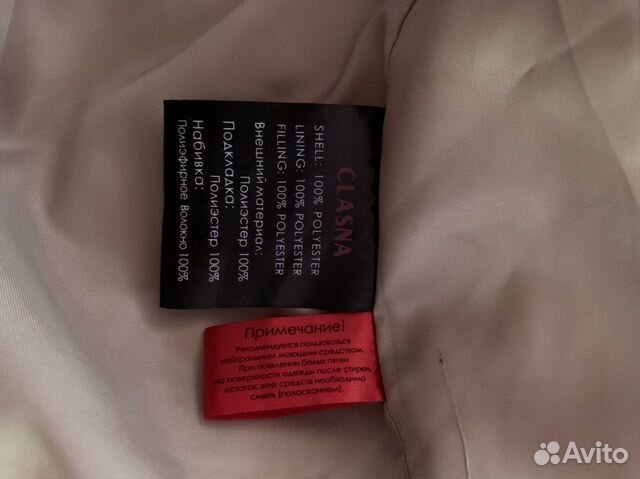 CLASNA
SHELL: 100% POLYESTER
LINING: 100% POLYESTER
FILLING: 100% POLYESTER
Внешний материал:
Полиэстер 100%
Подкладка:
Полиэстер 100%
Набивка:
Полиэфирное Волокно 100%
Примечание!
Рекомендуется пользоваться
нейтральным моющим средством.
При появлении белых пятен
на поверхности одежды после стирки,
остаток этих средств необходимо
смыть (полосканием).
Avito